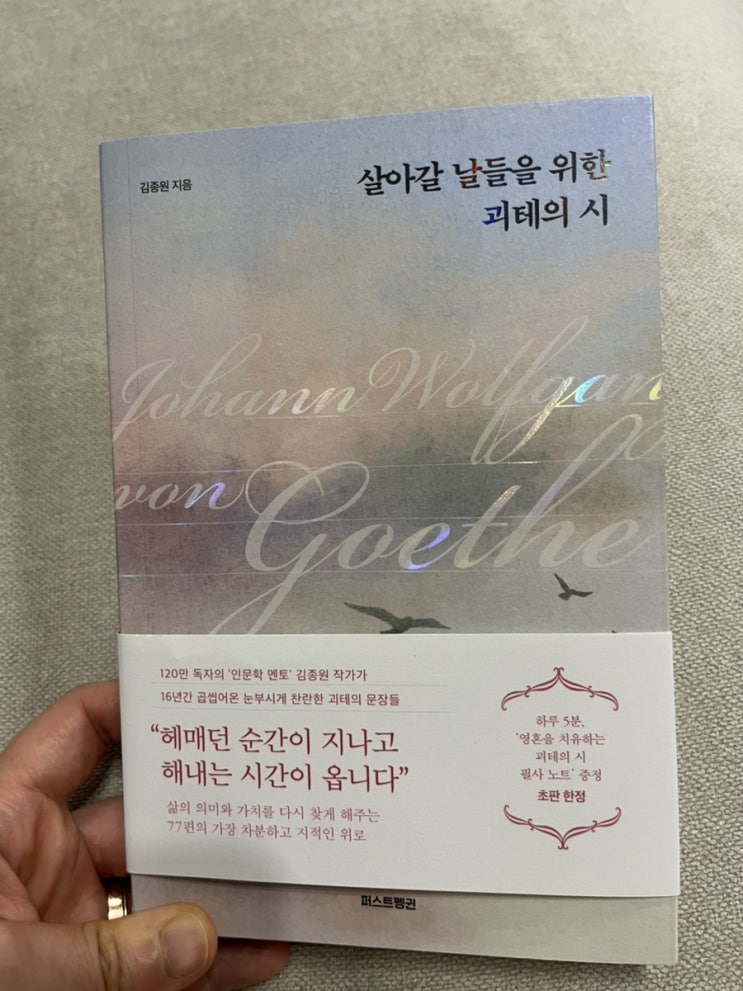 김종원 지음
살아갈 날들을 위한
괴테의 시
Johann Wolfgang
von Goethe
120만 독자의 '인문학 멘토' 김종원 작가가
16년간 곱씹어온 눈부시게 찬란한 괴테의 문장들
“헤매던 순간이 지나고
해내는 시간이 옵니다”
삶의 의미와 가치를 다시 찾게 해주는
77편의 가장 차분하고 지적인 위로
하루 5분,
'영혼을 치유하는
괴테의 시
필사 노트' 증정
초판 한정
퍼스트펭귄